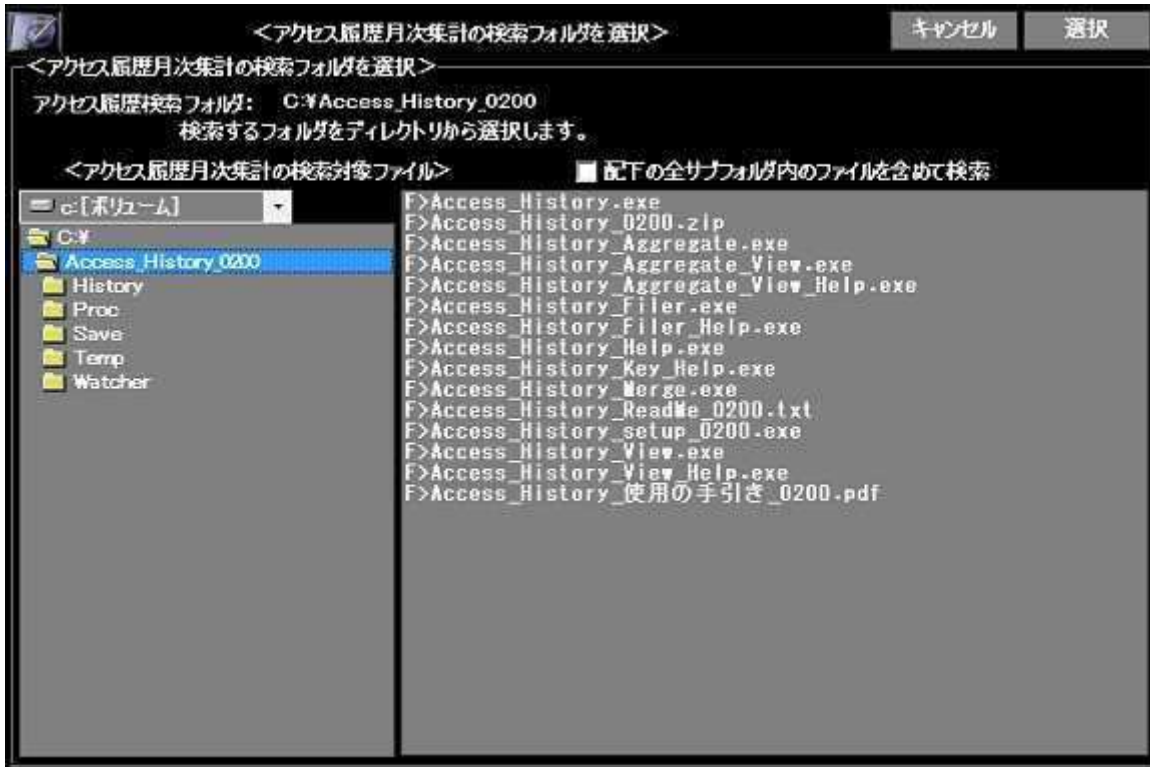 <アクセス履歴月次集計の検索フォルダを選択>
キャンセル
選択
<アクセス履歴月次集計の検索フォルダを選択>
アクセス履歴検索フォルダ: C:¥Access_History_0200
検索するフォルダをディレクトリから選択します。
<アクセス履歴月次集計の検索対象ファイル>
配下の全サブフォルダ内のファイルを含めて検索
c:[ボリューム]
C:¥
Access_History_0200
History
Proc
Save
Temp
Watcher
F>Access_History.exe
F>Access_History_0200.zip
F>Access_History_Aggregate.exe
F>Access_History_Aggregate_View.exe
F>Access_History_Aggregate_View_Help.exe
F>Access_History_Filer.exe
F>Access_History_Filer_Help.exe
F>Access_History_Help.exe
F>Access_History_Key_Help.exe
F>Access_History_Merge.exe
F>Access_History_ReadMe_0200.txt
F>Access_History_setup_0200.exe
F>Access_History_View.exe
F>Access_History_View_Help.exe
F>Access_History_使用の手引き_0200.pdf